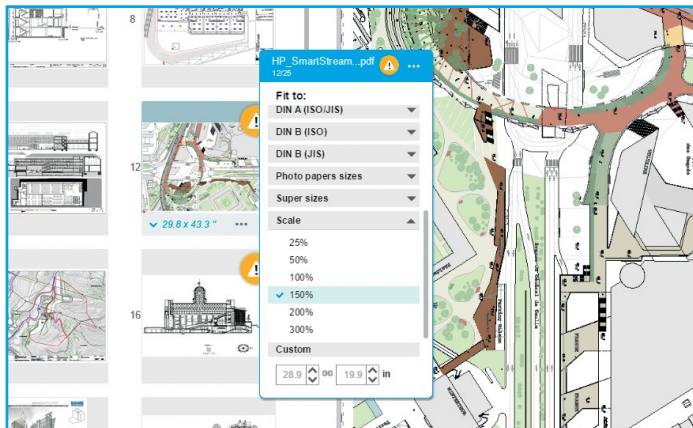 8
HP_SmartStream...pdf
12/25
Fit to:
DIN A (ISO/JIS)
DIN B (ISO)
DIN B (JIS)
Photo papers sizes
Super sizes
Scale
25%
50%
100%
150%
200%
300%
Custom
28.9
19.9 in
12
29.8 x 43.3 "
16